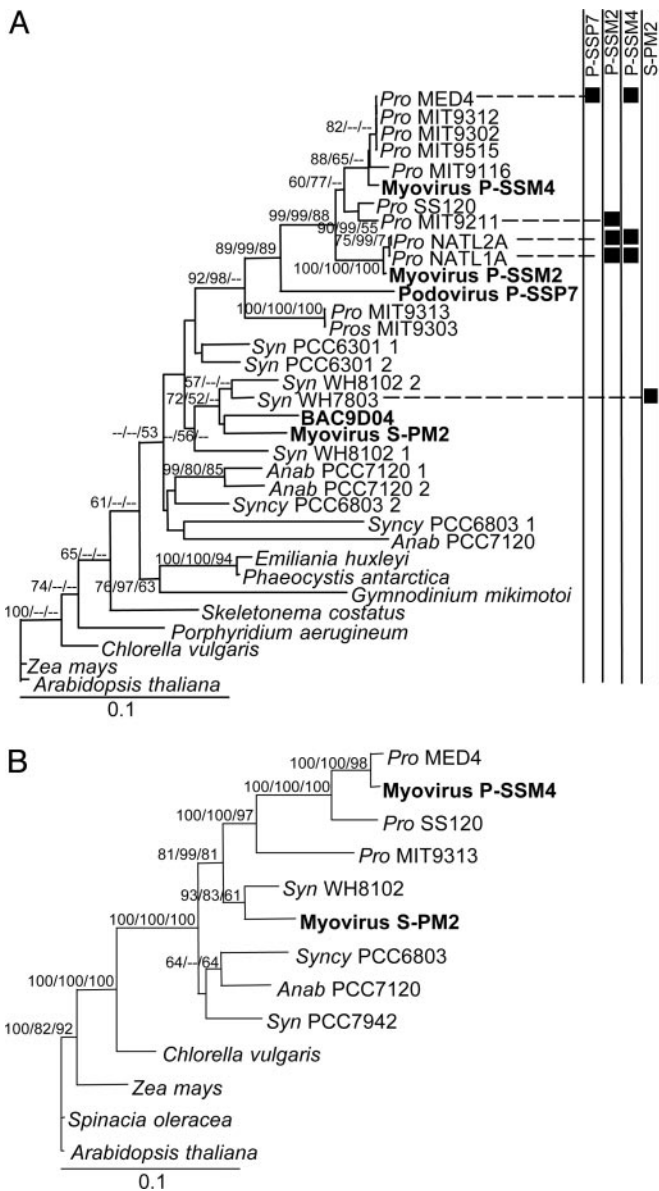 A
P-SSP7
P-SSM2
P-SSM4
S-PM2
Pro MED4
Pro MIT9312
82/--/--
Pro MIT9302
Pro MIT9515
88/65/--
Pro MIT9116
60/77/--
Myovirus P-SSM4
Pro SS120
99/99/88
Pro MIT9211
90/99/55
75/99/71
Pro NATL2A
89/99/89
Pro NATL1A
100/100/100
Myovirus P-SSM2
92/98/--
Podovirus P-SSP7
100/100/100
Pro MIT9313
Pros MIT9303
Syn PCC6301 1
Syn PCC6301 2
57/--/--
Syn WH8102 2
72/52/--
Syn WH7803
BAC9D04
--/--/53
--/56/--
Myovirus S-PM2
Syn WH8102 1
99/80/85
Anab PCC7120 1
Anab PCC7120 2
61/--/--
Syncy PCC6803 2
Syncy PCC6803 1
Anab PCC7120
65/--/--
100/100/94
Emiliania huxleyi
Phaeocystis antarctica
74/--/--
76/97/63
Gymnodinium mikimotoi
100/--/--
Skeletonema costatus
Porphyridium aerugineum
Chlorella vulgaris
Zea mays
Arabidopsis thaliana
0.1
B
100/100/98
Pro MED4
100/100/100
Myovirus P-SSM4
100/100/97
Pro SS120
81/99/81
Pro MIT9313
93/83/61
Syn WH8102
100/100/100
Myovirus S-PM2
64/--/64
Syncy PCC6803
100/100/100
Anab PCC7120
Syn PCC7942
100/82/92
Chlorella vulgaris
Zea mays
Spinacia oleracea
Arabidopsis thaliana
0.1